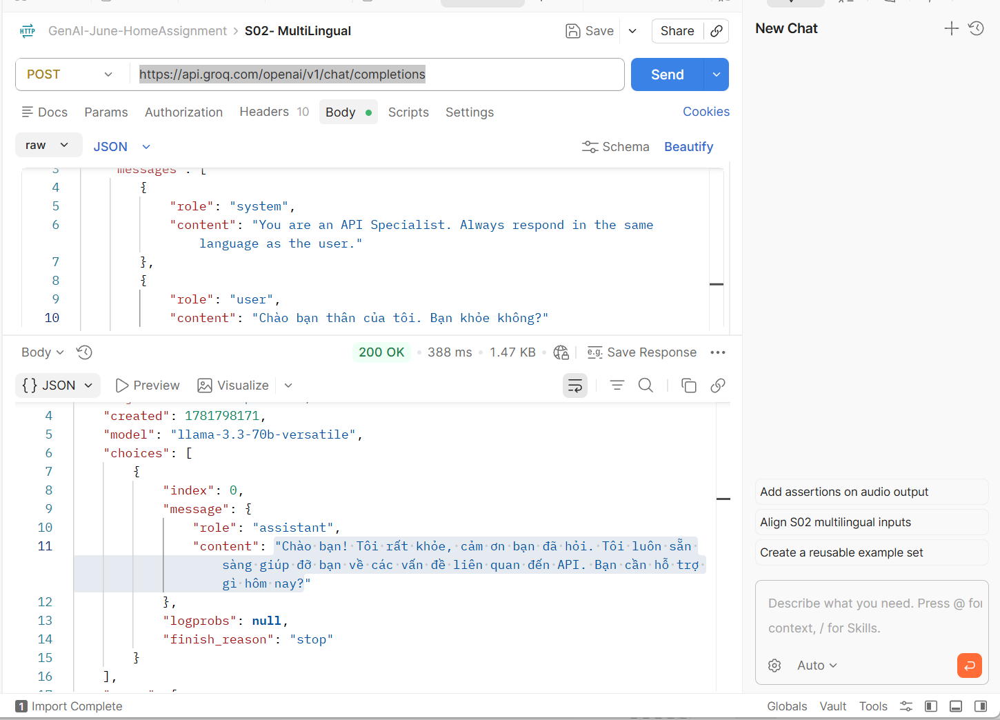 GenAI-June-HomeAssignment > S02- MultiLingual
Save
Share
New Chat
POST
https://api.groq.com/openai/v1/chat/completions
Send
Docs
Params
Authorization
Headers 10
Body
Scripts
Settings
Cookies
raw
JSON
Schema
Beautify
3 "messages": [
4 {
5 "role": "system",
6 "content": "You are an API Specialist. Always respond in the same
language as the user."
7 },
8 {
9 "role": "user",
10 "content": "Chào bạn thân của tôi. Bạn khỏe không?"
Body
200 OK
388 ms
1.47 KB
e.g. Save Response
{} JSON
Preview
Visualize
4 "created": 1781798171,
5 "model": "llama-3.3-70b-versatile",
6 "choices": [
7 {
8 "index": 0,
9 "message": {
10 "role": "assistant",
11 "content": "Chào bạn! Tôi rất khỏe, cảm ơn bạn đã hỏi. Tôi luôn sẵn
sàng giúp đỡ bạn về các vấn đề liên quan đến API. Bạn cần hỗ trợ
gì hôm nay?"
12 },
13 "logprobs": null,
14 "finish_reason": "stop"
15 }
16 ],
Add assertions on audio output
Align S02 multilingual inputs
Create a reusable example set
Describe what you need. Press @ for
context, / for Skills.
Auto
1 Import Complete
Globals
Vault
Tools